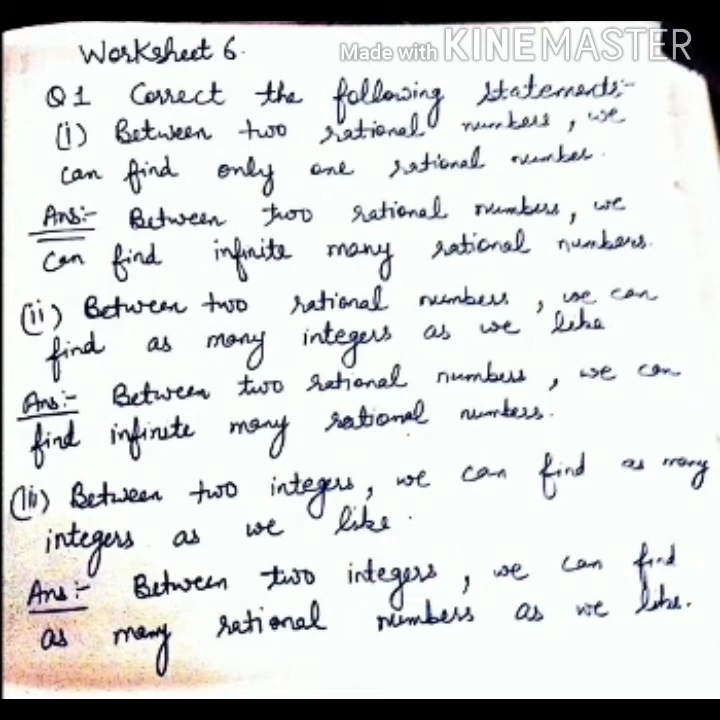 Made with KINEMASTER
Worksheet 6.
Q1 Correct the following statements:-
(i) Between two rational numbers, we
can find only one rational number.
Ans:- Between two rational numbers, we
can find infinite many rational numbers.
(ii) Between two rational numbers, we can
find as many integers as we like
Ans:- Between two rational numbers, we can
find infinite many rational numbers.
(iii) Between two integers, we can find as many
integers as we like.
Ans:- Between two integers, we can find
as many rational numbers as we like.